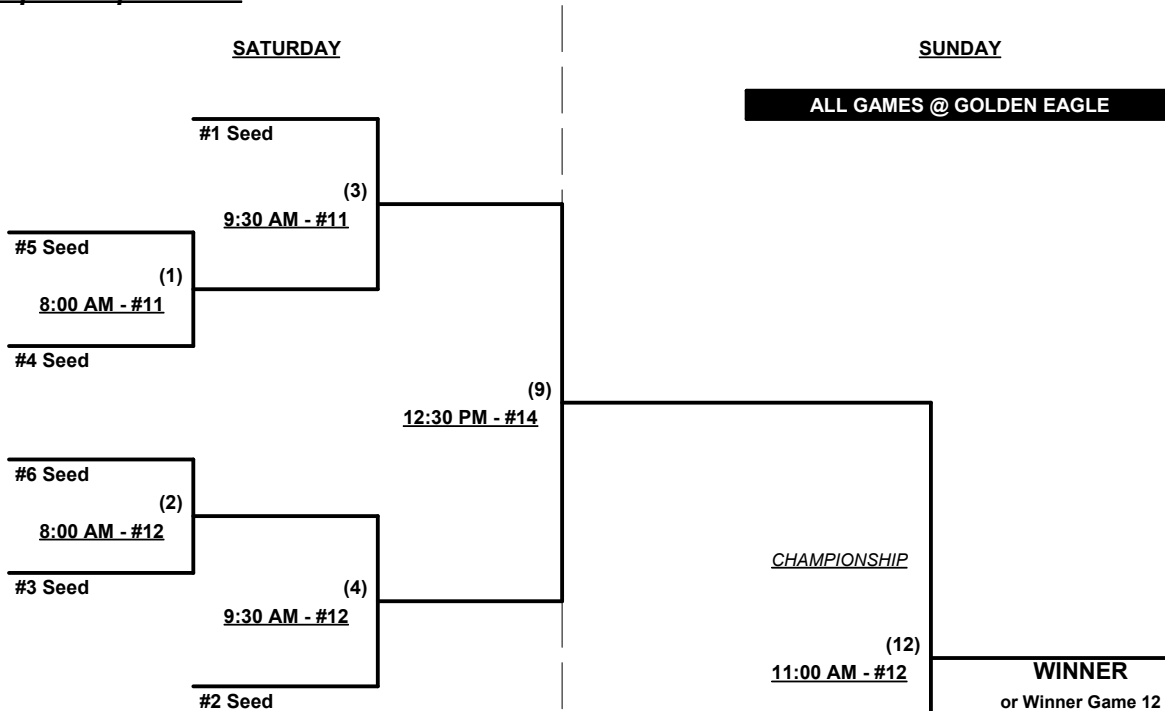 SATURDAY
SUNDAY
ALL GAMES @ GOLDEN EAGLE
#1 Seed
(3)
9:30 AM - #11
#5 Seed
(1)
8:00 AM - #11
#4 Seed
(9)
12:30 PM - #14
#6 Seed
(2)
8:00 AM - #12
#3 Seed
(4)
9:30 AM - #12
#2 Seed
CHAMPIONSHIP
(12)
11:00 AM - #12
WINNER
or Winner Game 12